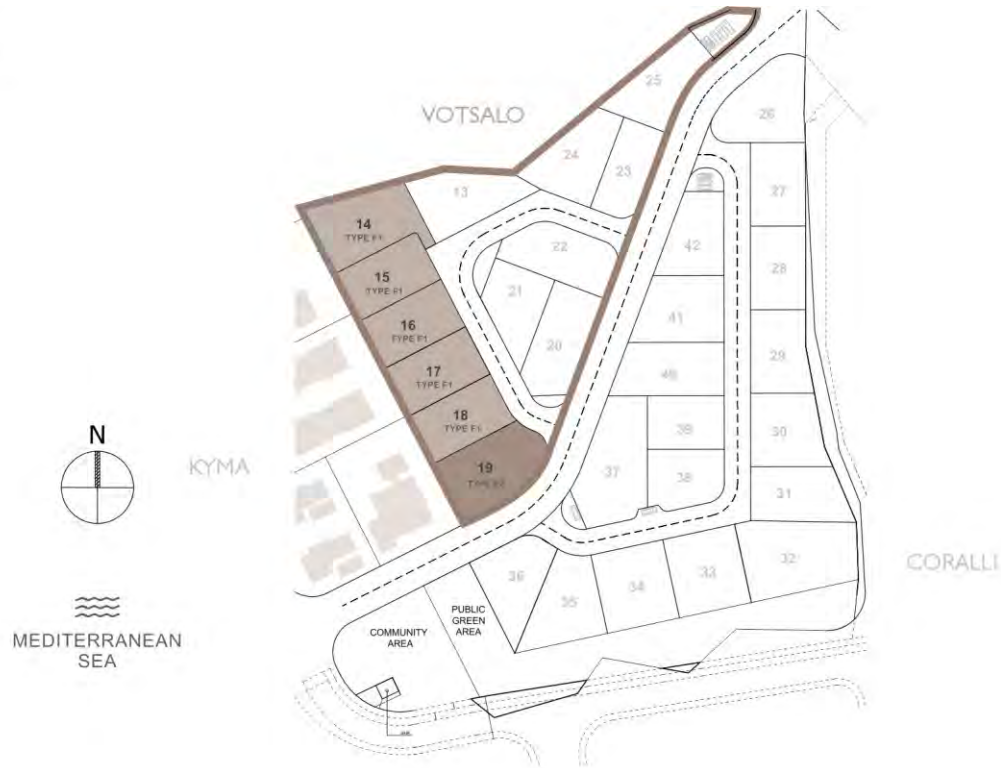 25
VOTSALO
26
24
23
13
27
14
TYPE F1
22
42
15
TYPE F1
28
21
16
TYPE F1
41
20
29
17
TYPE F1
40
18
TYPE F1
39
30
N
KYMA
19
37
38
31
32
33
34
35
36
CORALLI
PUBLIC
GREEN
AREA
COMMUNITY
AREA
MEDITERRANEAN
SEA